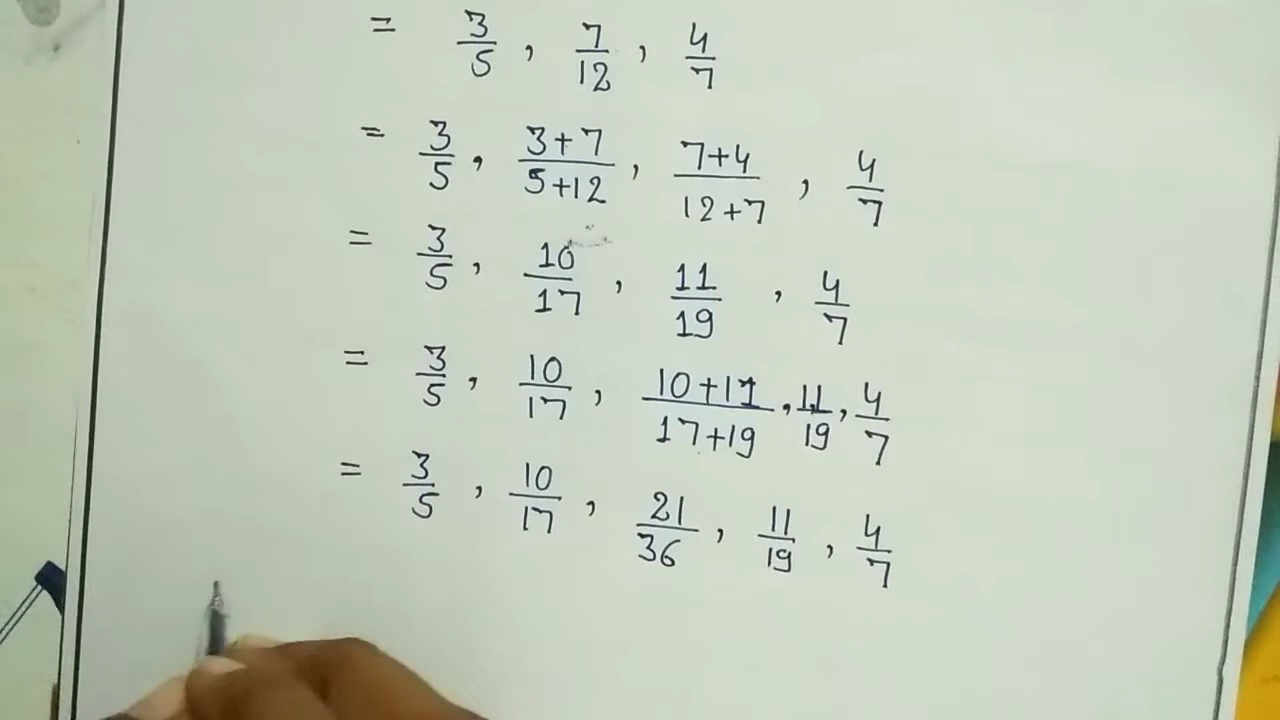 = 3/5 , 7/12 , 4/7
= 3/5 , 3+7/5+12 , 7+4/12+7 , 4/7
= 3/5 , 10/17 , 11/19 , 4/7
= 3/5 , 10/17 , 10+11/17+19 , 11/19 , 4/7
= 3/5 , 10/17 , 21/36 , 11/19 , 4/7